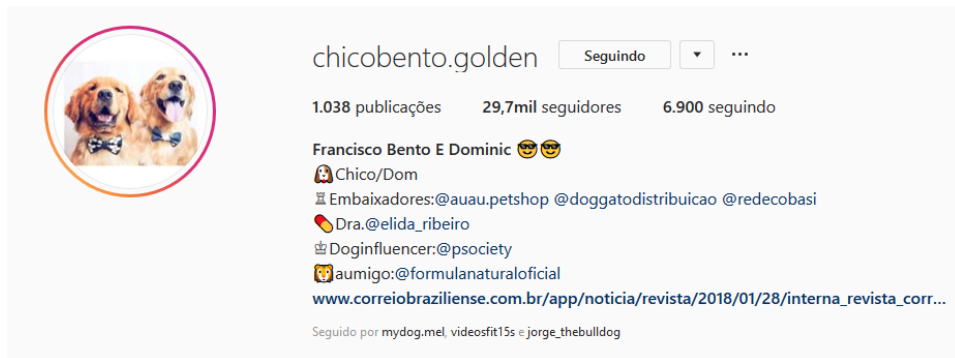 chicobento.golden Seguindo ▼ •••
1.038 publicações 29,7mil seguidores 6.900 seguindo
Francisco Bento E Dominic 😎😎
🐶Chico/Dom
♖Embaixadores:@auau.petshop @doggatodistribuicao @redecobasi
💊Dra.@elida_ribeiro
♔Doginfluencer:@psociety
🦁aumigo:@formulanaturaloficial
www.correiobraziliense.com.br/app/noticia/revista/2018/01/28/interna_revista_corr...
Seguido por mydog.mel, videosfit15s e jorge_thebulldog